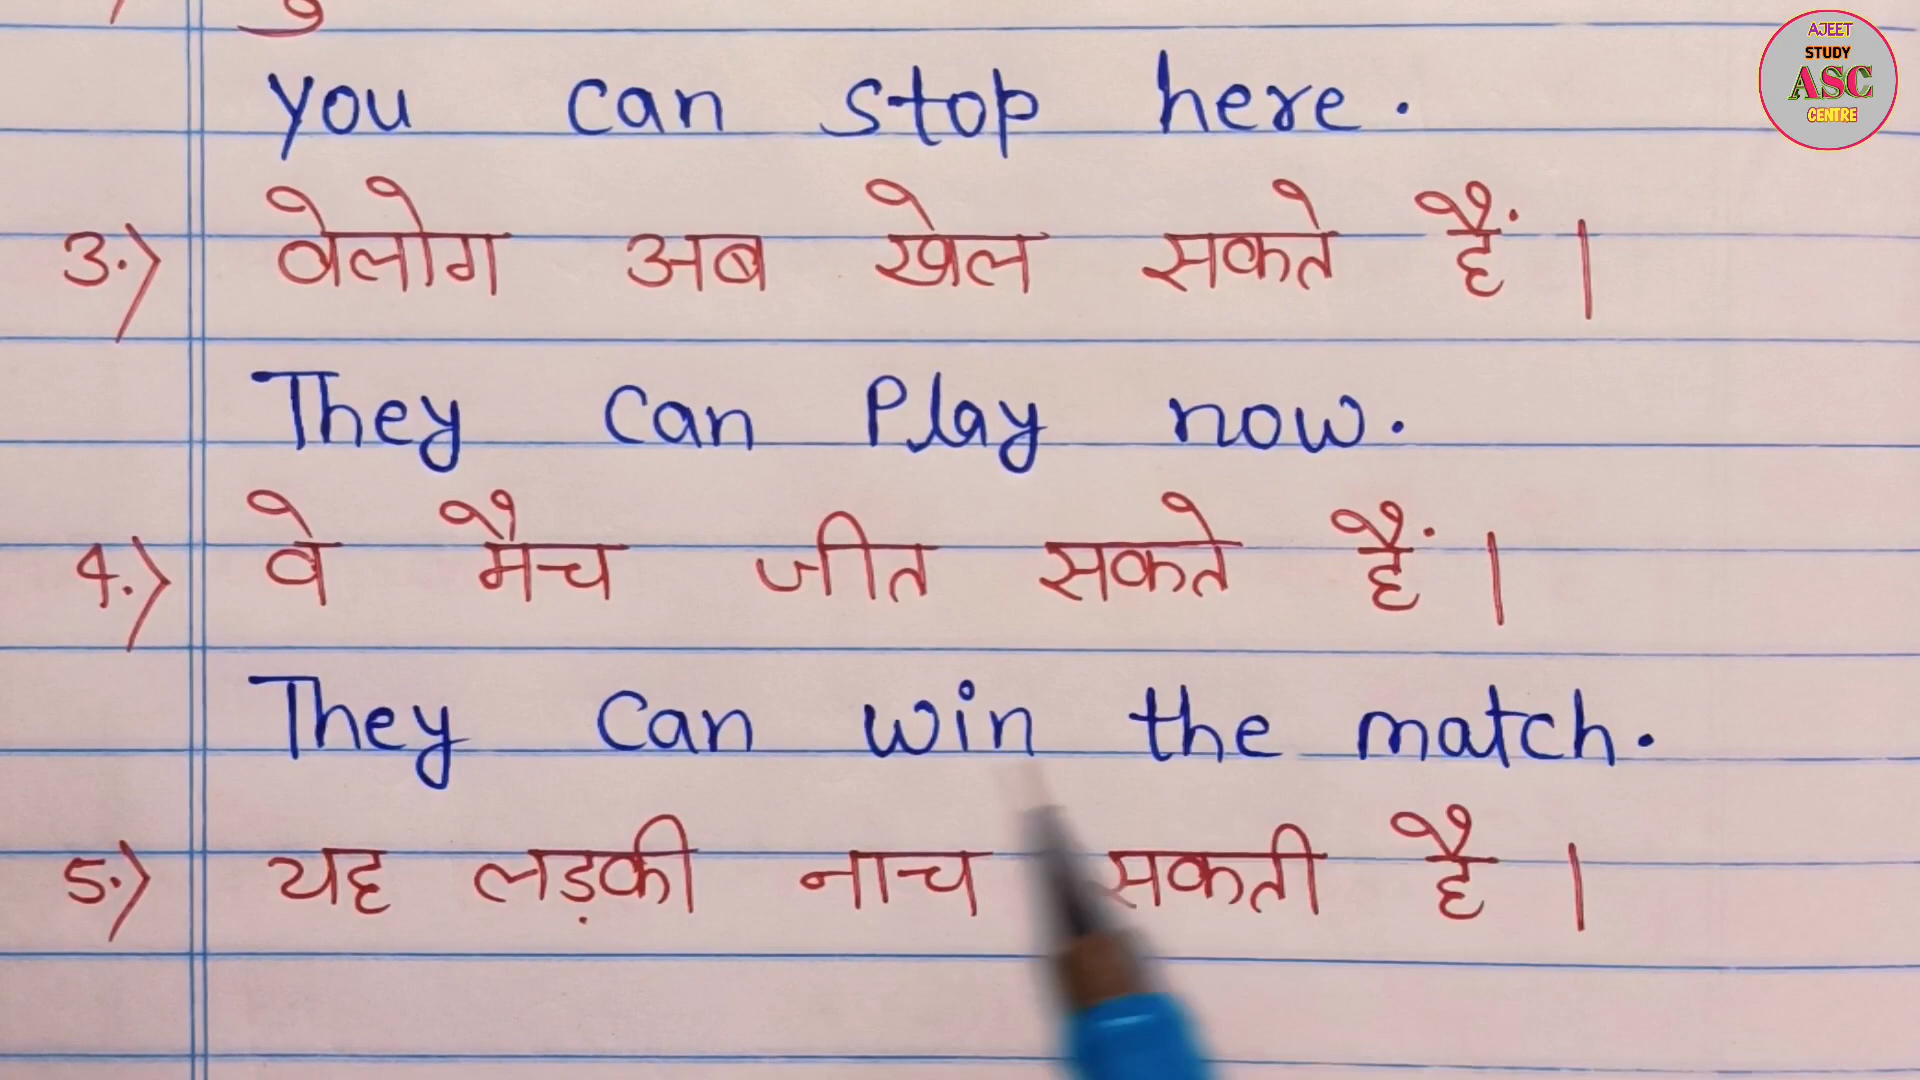 AJEET
STUDY
ASC
CENTRE
you can stop here.
3.) वेलोग अब खेल सकते हैं।
They can Play now.
4.) वे मैच जीत सकते हैं।
They can win the match.
5.) यह लड़की नाच सकती है।